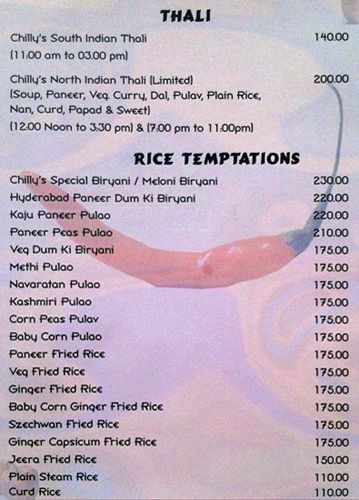 THALI
Chilly's South Indian Thali 140.00
(11.00 am to 03.00 pm)
Chilly's North Indian Thali (Limited) 200.00
(Soup, Paneer, Veg. Curry, Dal, Pulav, Plain Rice,
Nan, Curd, Papad & Sweet)
(12.00 Noon to 3.30 pm) & (7.00 pm to 11.00pm)
RICE TEMPTATIONS
Chilly's Special Biryani / Meloni Biryani 230.00
Hyderabad Paneer Dum Ki Biryani 220.00
Kaju Paneer Pulao 220.00
Paneer Peas Pulao 210.00
Veg Dum Ki Biryani 175.00
Methi Pulao 175.00
Navaratan Pulao 175.00
Kashmiri Pulao 175.00
Corn Peas Pulav 175.00
Baby Corn Pulao 175.00
Paneer Fried Rice 175.00
Veg Fried Rice 175.00
Ginger Fried Rice 175.00
Baby Corn Ginger Fried Rice 175.00
Szechwan Fried Rice 175.00
Ginger Capsicum Fried Rice 175.00
Jeera Fried Rice 150.00
Plain Steam Rice 110.00
Curd Rice 110.00